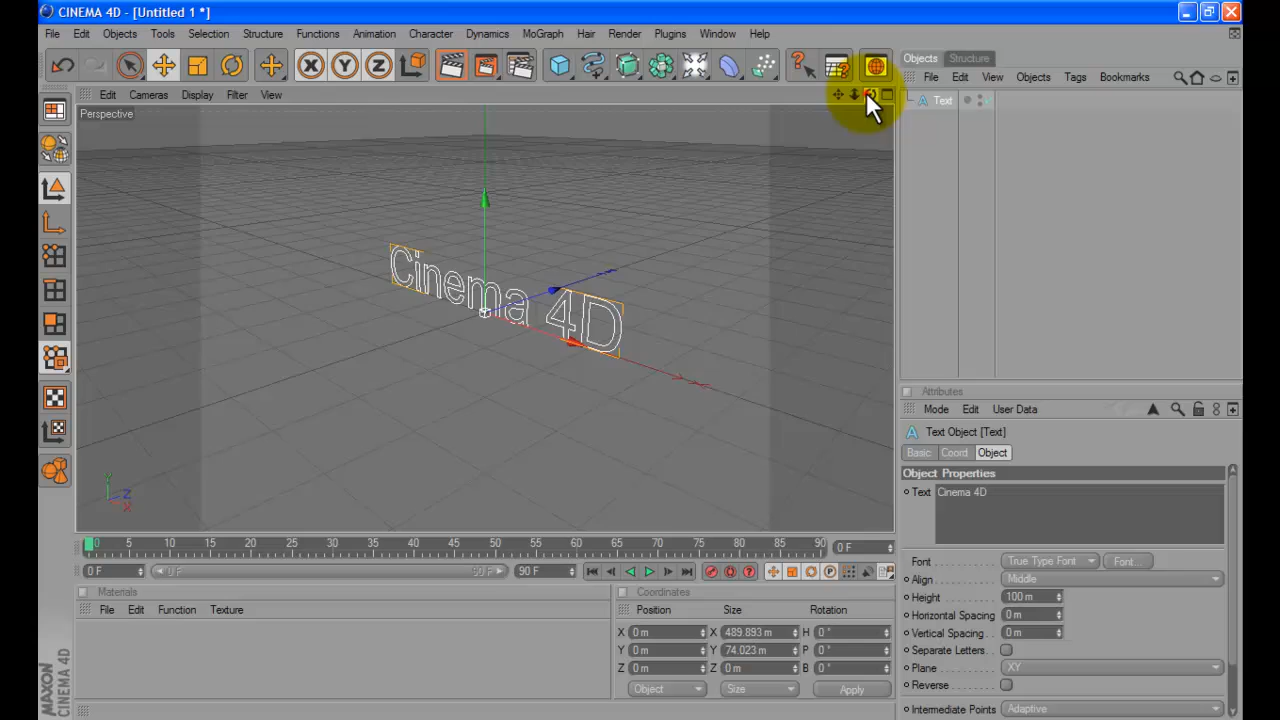 CINEMA 4D - [Untitled 1 *]
File Edit Objects Tools Selection Structure Functions Animation Character Dynamics MoGraph Hair Render Plugins Window Help
X Y Z
Objects Structure
File Edit View Objects Tags Bookmarks
Text
Edit Cameras Display Filter View
Perspective
Cinema 4D
Y
Z
X
Attributes
Mode Edit User Data
Text Object [Text]
Basic Coord Object
Object Properties
Text Cinema 4D
Font True Type Font Font...
Align Middle
Height 100 m
Horizontal Spacing 0 m
Vertical Spacing 0 m
Separate Letters
Plane XY
Reverse
Intermediate Points Adaptive
0 5 10 15 20 25 30 35 40 45 50 55 60 65 70 75 80 85 90
0 F
0 F 0 F 90 F 90 F
Materials
File Edit Function Texture
Coordinates
Position Size Rotation
X 0 m X 489.893 m H 0 °
Y 0 m Y 74.023 m P 0 °
Z 0 m Z 0 m B 0 °
Object Size Apply
MAXON
CINEMA 4D